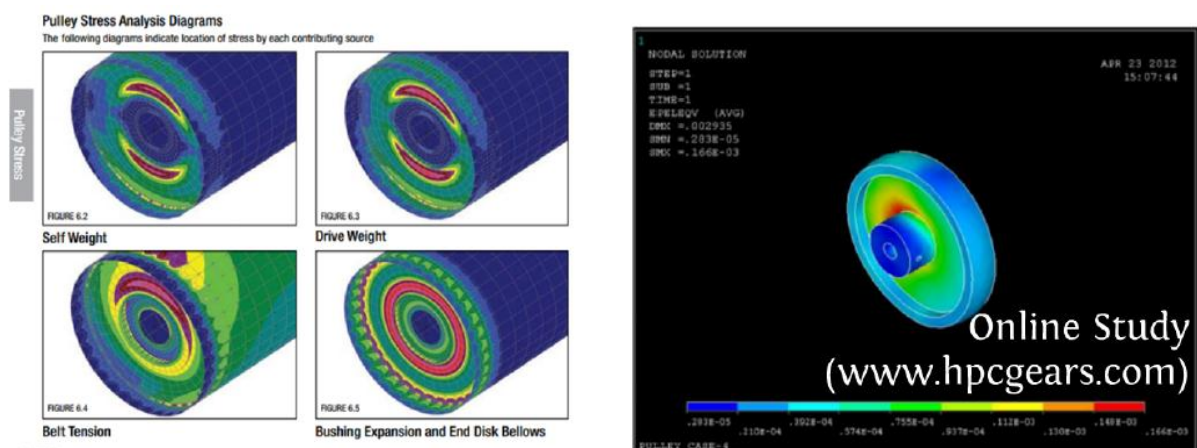 Pulley Stress Analysis Diagrams
The following diagrams indicate location of stress by each contributing source
Pulley Stress
FIGURE 6.2
Self Weight
FIGURE 6.3
Drive Weight
FIGURE 6.4
Belt Tension
FIGURE 6.5
Bushing Expansion and End Disk Bellows
1
NODAL SOLUTION
STEP=1
SUB =1
TIME=1
EPELEQV (AVG)
DMX =.002935
SMN =.283E-05
SMX =.166E-03
APR 23 2012
15:07:44
Online Study
(www.hpcgears.com)
.283E-05 .392E-04 .755E-04 .112E-03 .148E-03
.210E-04 .574E-04 .937E-04 .130E-03 .166E-03
PULLEY CASE-4